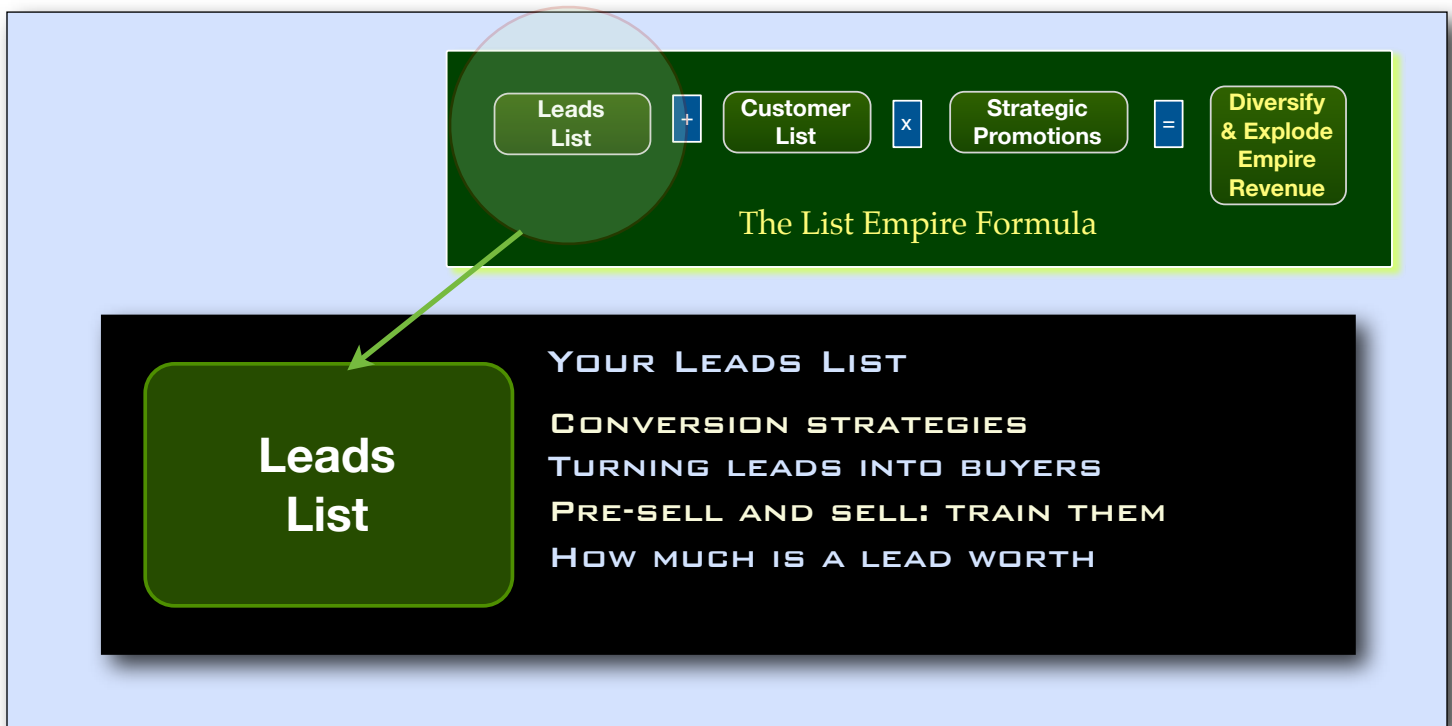 Leads
List
+
Customer
List
x
Strategic
Promotions
=
Diversify
& Explode
Empire
Revenue
The List Empire Formula
Leads
List
Your Leads List
Conversion strategies
Turning leads into buyers
Pre-sell and sell: train them
How much is a lead worth